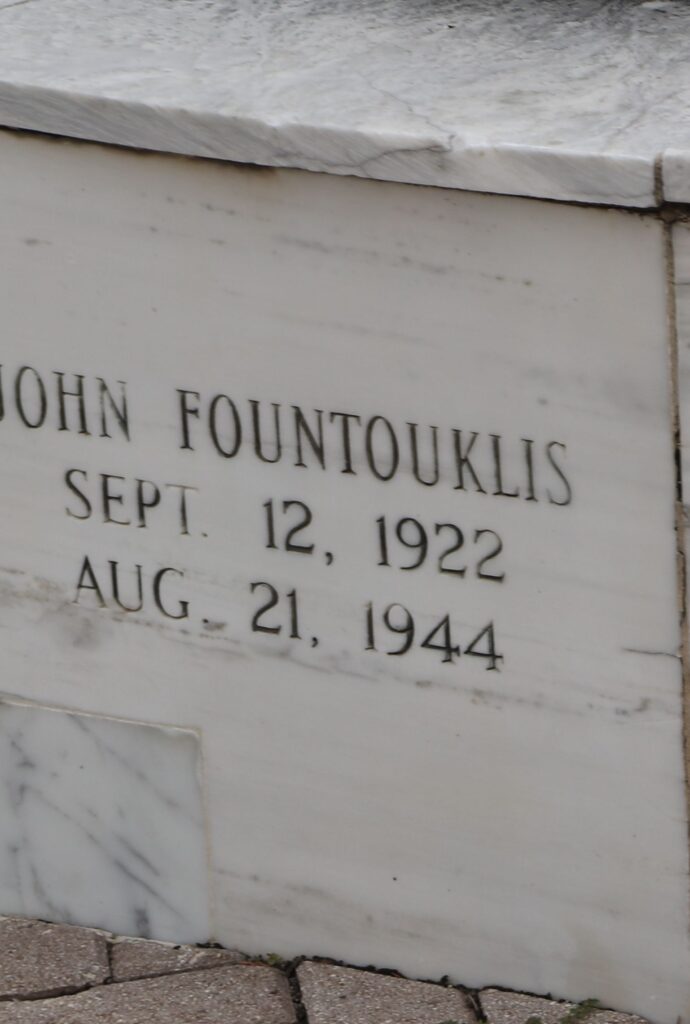 JOHN FOUNTOUKLIS
SEPT. 12, 1922
AUG. 21, 1944